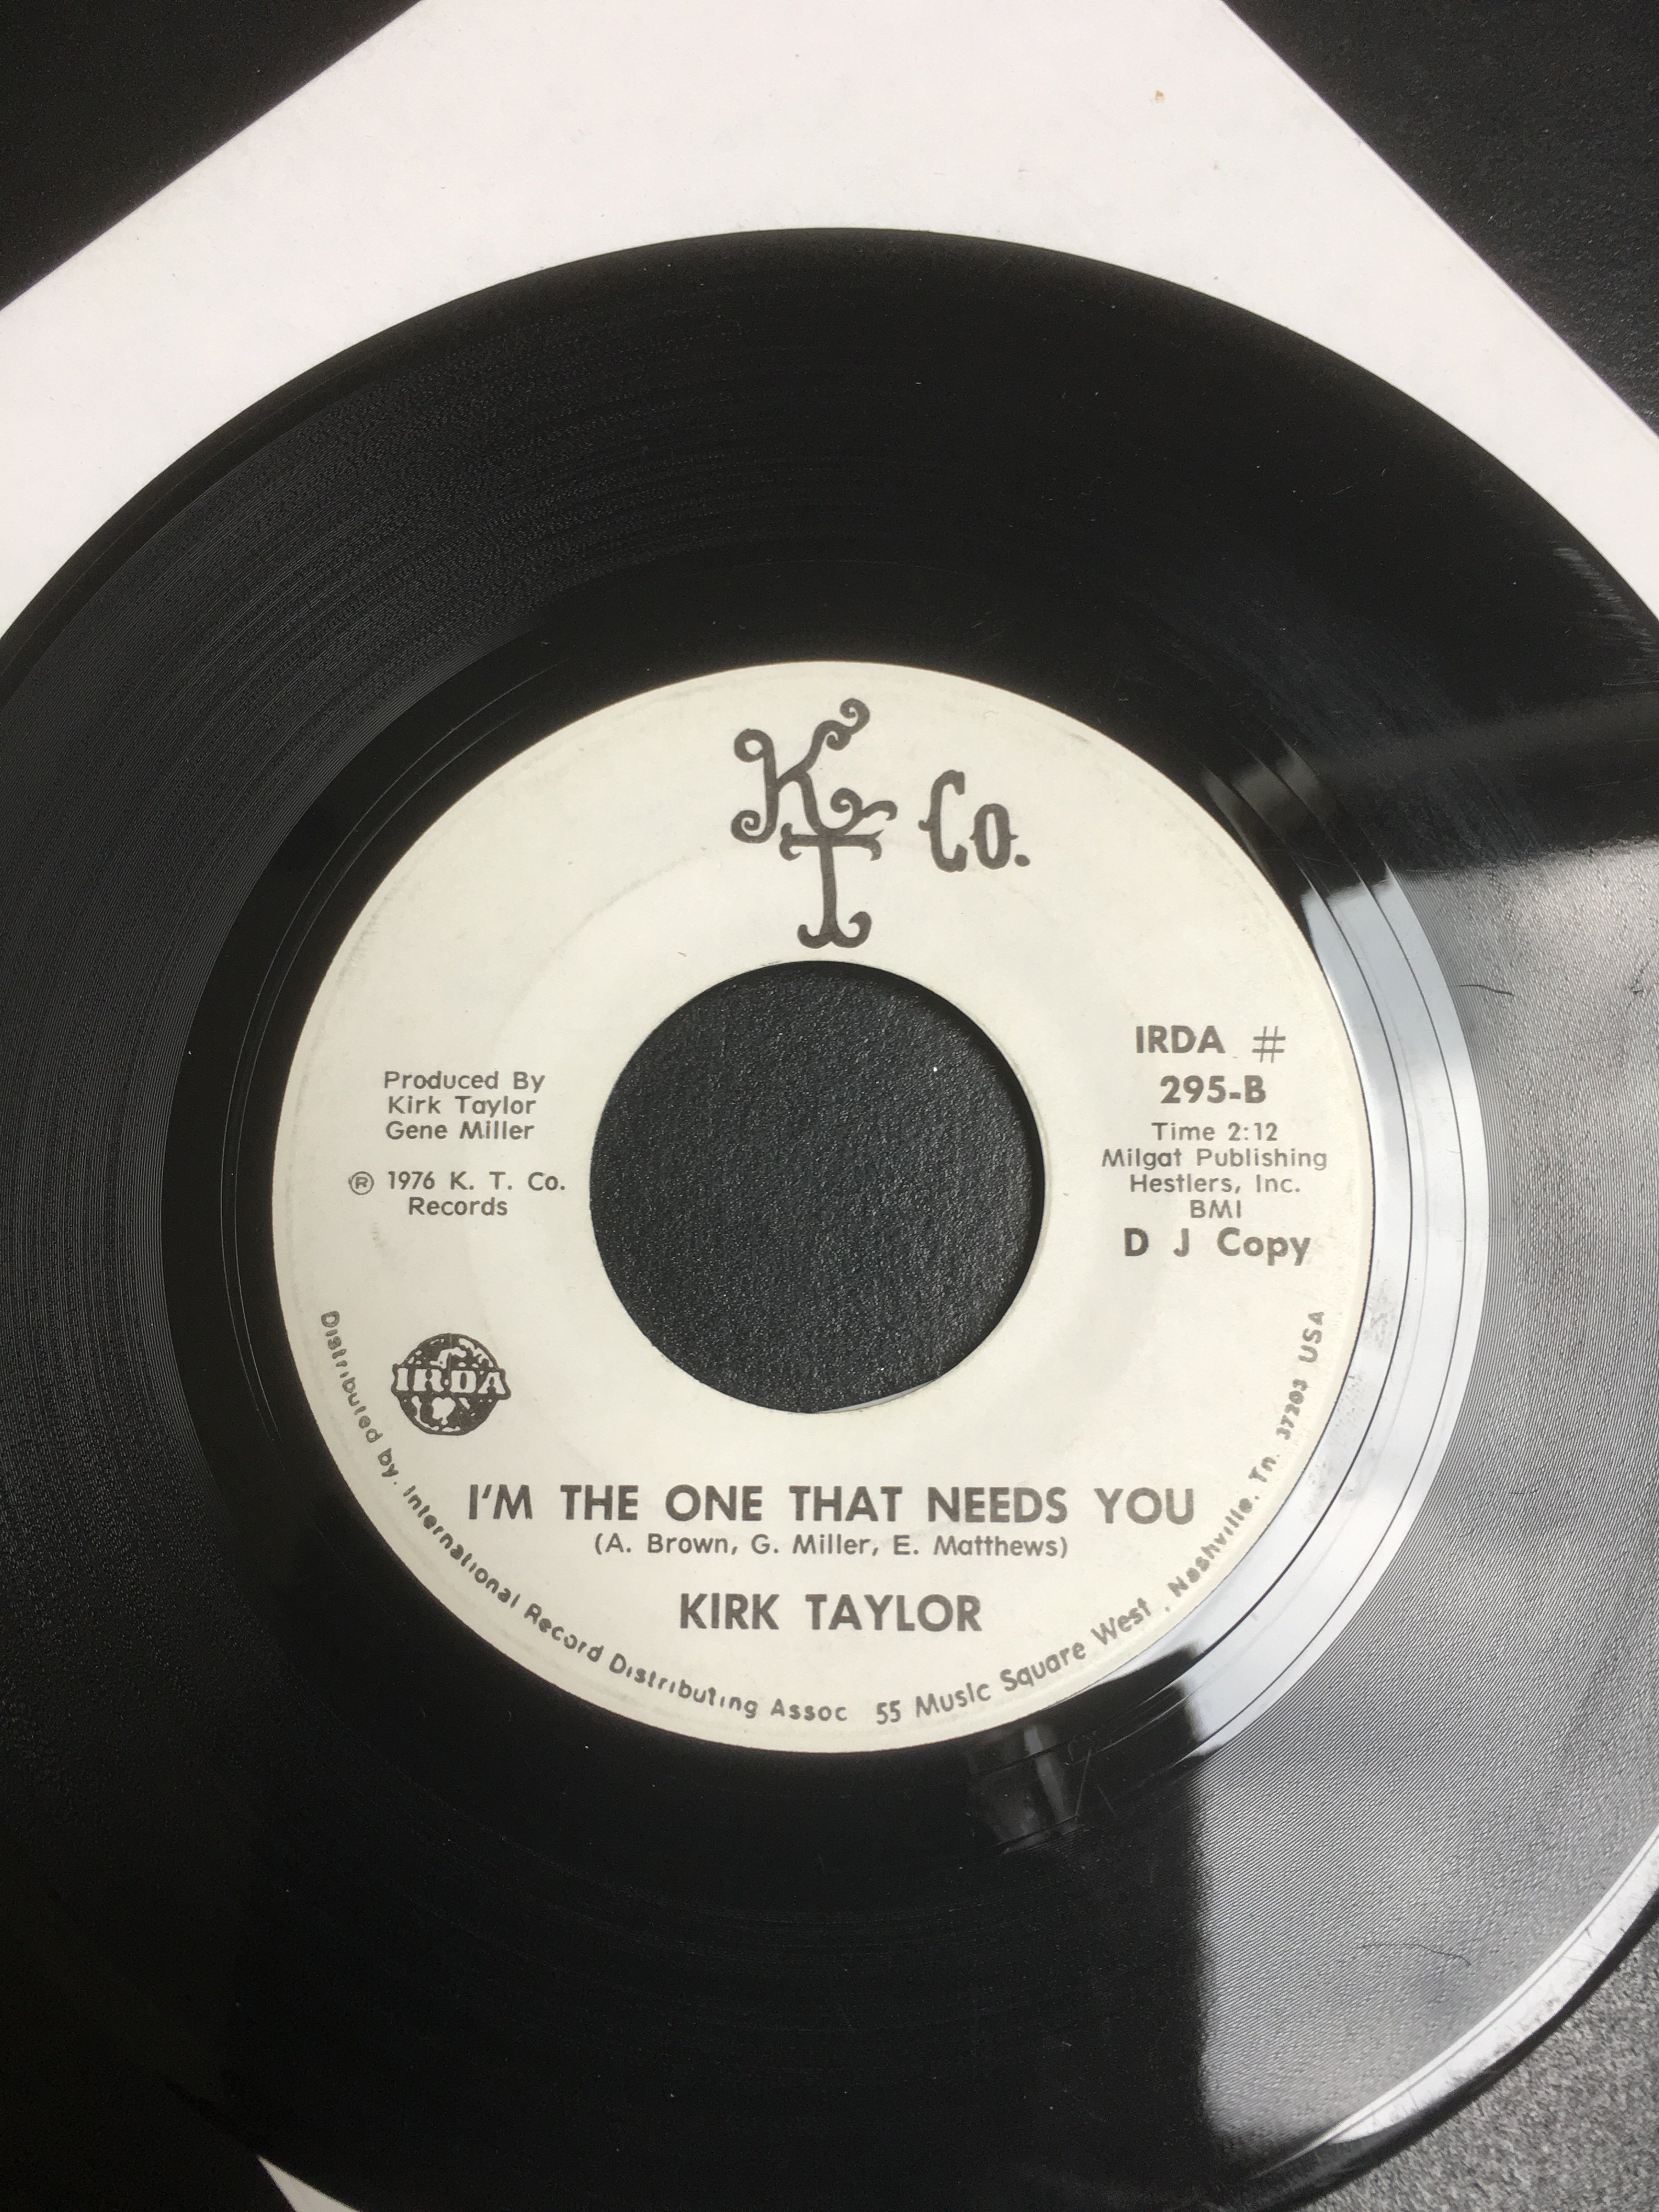 KT Co.
Produced By
Kirk Taylor
Gene Miller
Ⓡ 1976 K. T. Co.
Records
IRDA #
295-B
Time 2:12
Milgat Publishing
Hestlers, Inc.
BMI
D J Copy
IRDA
I'M THE ONE THAT NEEDS YOU
(A. Brown, G. Miller, E. Matthews)
KIRK TAYLOR
Distributed by. International Record Distributing Assoc 55 Music Square West . Nashville. Tn. 37203 USA